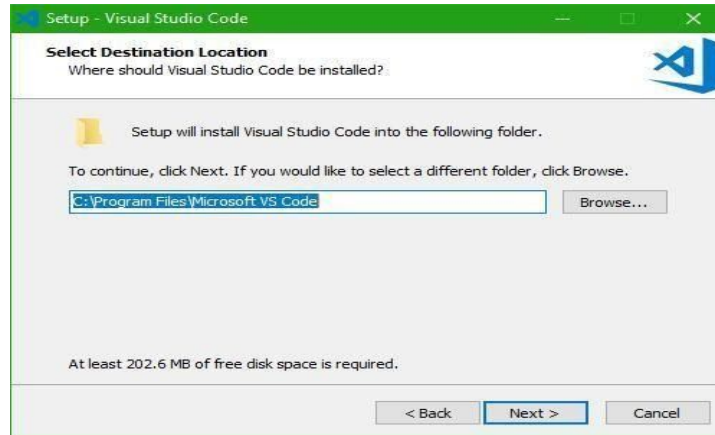 Setup - Visual Studio Code
Select Destination Location
Where should Visual Studio Code be installed?
Setup will install Visual Studio Code into the following folder.
To continue, click Next. If you would like to select a different folder, click Browse.
C:\Program Files\Microsoft VS Code
Browse...
At least 202.6 MB of free disk space is required.
< Back
Next >
Cancel